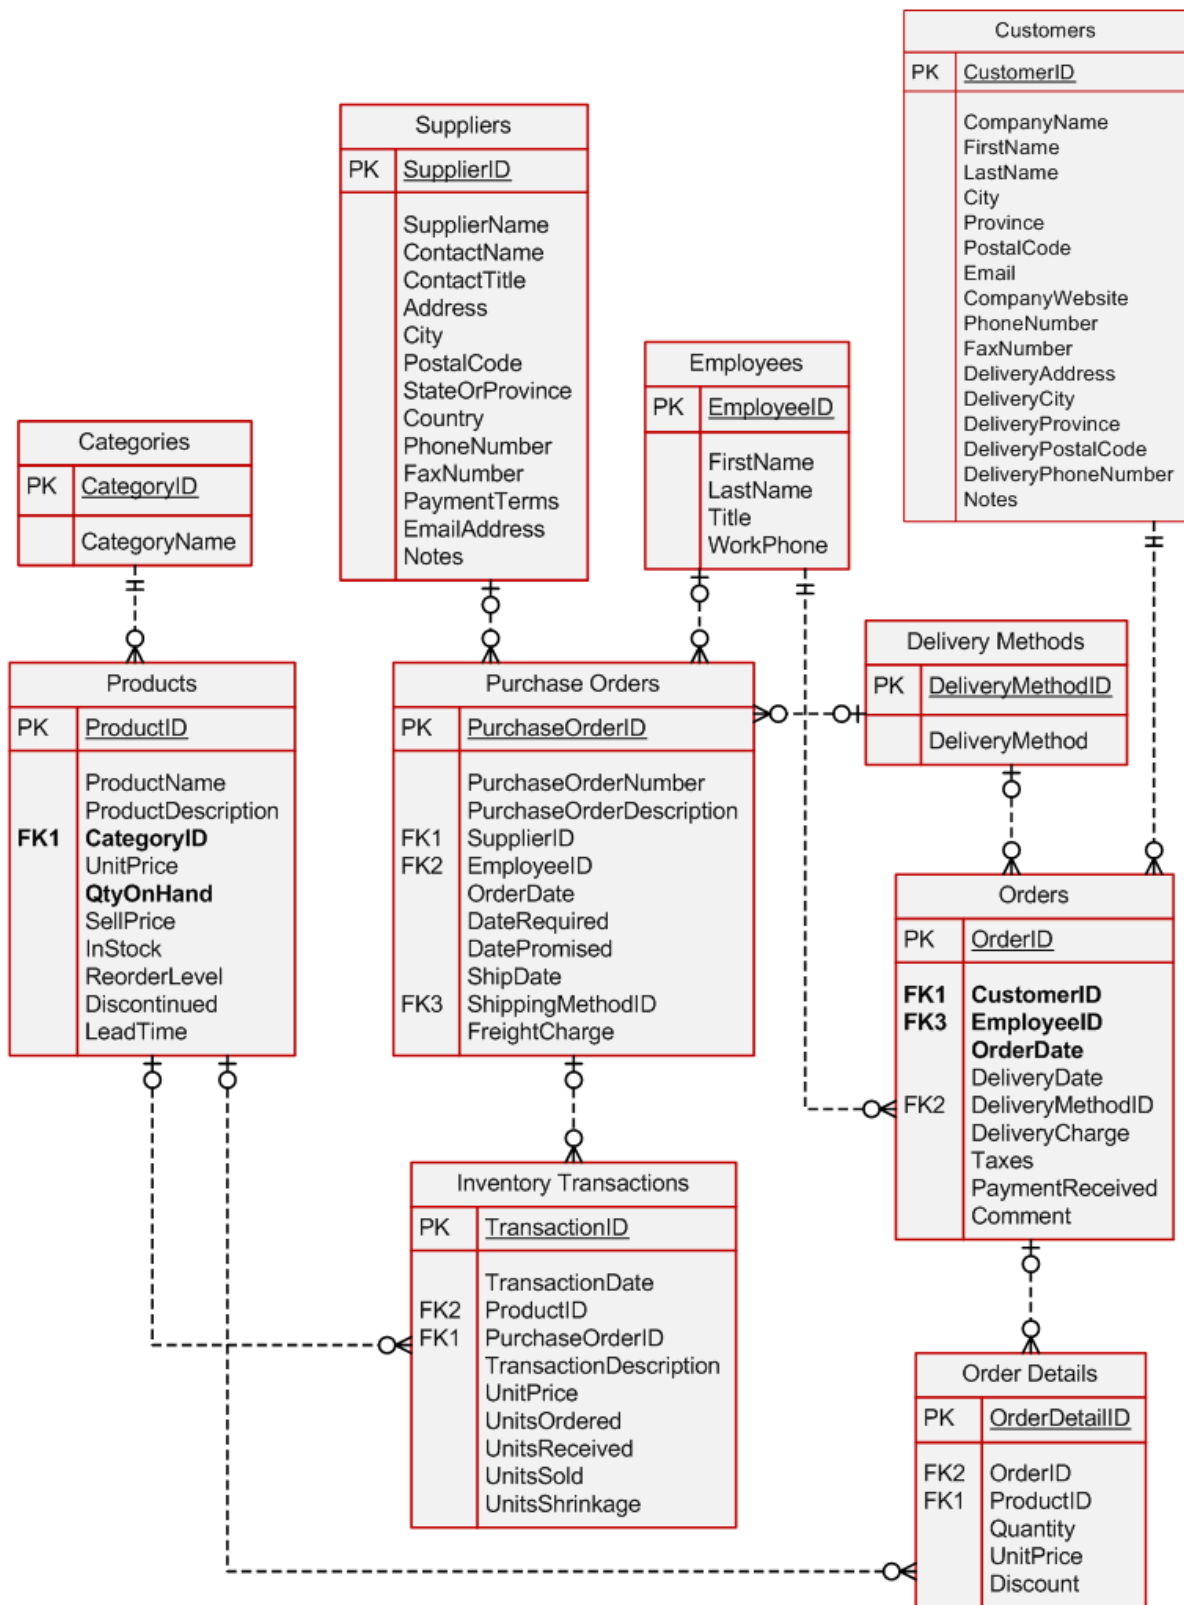 Customers
PK CustomerID
CompanyName
FirstName
LastName
City
Province
PostalCode
Email
CompanyWebsite
PhoneNumber
FaxNumber
DeliveryAddress
DeliveryCity
DeliveryProvince
DeliveryPostalCode
DeliveryPhoneNumber
Notes
Suppliers
PK SupplierID
SupplierName
ContactName
ContactTitle
Address
City
PostalCode
StateOrProvince
Country
PhoneNumber
FaxNumber
PaymentTerms
EmailAddress
Notes
Employees
PK EmployeeID
FirstName
LastName
Title
WorkPhone
Categories
PK CategoryID
CategoryName
Delivery Methods
PK DeliveryMethodID
DeliveryMethod
Products
PK ProductID
ProductName
ProductDescription
FK1 CategoryID
UnitPrice
QtyOnHand
SellPrice
InStock
ReorderLevel
Discontinued
LeadTime
Purchase Orders
PK PurchaseOrderID
PurchaseOrderNumber
PurchaseOrderDescription
FK1 SupplierID
FK2 EmployeeID
OrderDate
DateRequired
DatePromised
ShipDate
FK3 ShippingMethodID
FreightCharge
Orders
PK OrderID
FK1 CustomerID
FK3 EmployeeID
OrderDate
DeliveryDate
FK2 DeliveryMethodID
DeliveryCharge
Taxes
PaymentReceived
Comment
Inventory Transactions
PK TransactionID
TransactionDate
FK2 ProductID
FK1 PurchaseOrderID
TransactionDescription
UnitPrice
UnitsOrdered
UnitsReceived
UnitsSold
UnitsShrinkage
Order Details
PK OrderDetailID
FK2 OrderID
FK1 ProductID
Quantity
UnitPrice
Discount